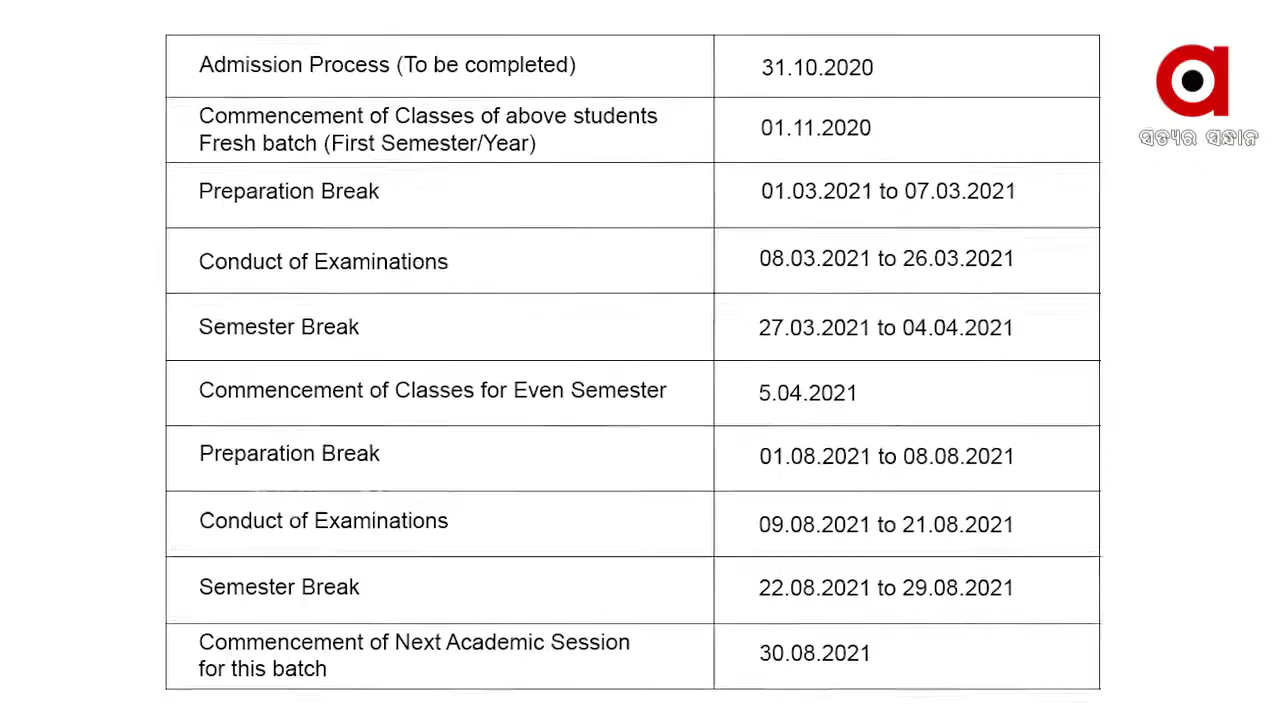 Admission Process (To be completed)
31.10.2020
Commencement of Classes of above students
Fresh batch (First Semester/Year)
01.11.2020
Preparation Break
01.03.2021 to 07.03.2021
Conduct of Examinations
08.03.2021 to 26.03.2021
Semester Break
27.03.2021 to 04.04.2021
Commencement of Classes for Even Semester
5.04.2021
Preparation Break
01.08.2021 to 08.08.2021
Conduct of Examinations
09.08.2021 to 21.08.2021
Semester Break
22.08.2021 to 29.08.2021
Commencement of Next Academic Session
for this batch
30.08.2021
a
ସତ୍ୟର ସନ୍ଧାନ